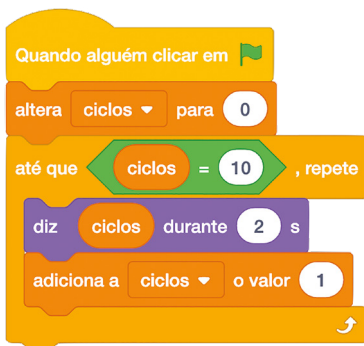 Quando alguém clicar em
altera ciclos para 0
até que ciclos = 10 , repete
diz ciclos durante 2 s
adiciona a ciclos o valor 1